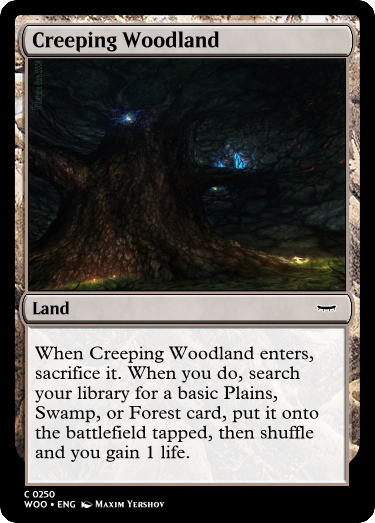 Creeping Woodland
Land
When Creeping Woodland enters,
sacrifice it. When you do, search
your library for a basic Plains,
Swamp, or Forest card, put it onto
the battlefield tapped, then shuffle
and you gain 1 life.
C 0250
WOO • ENG Maxim Yershov